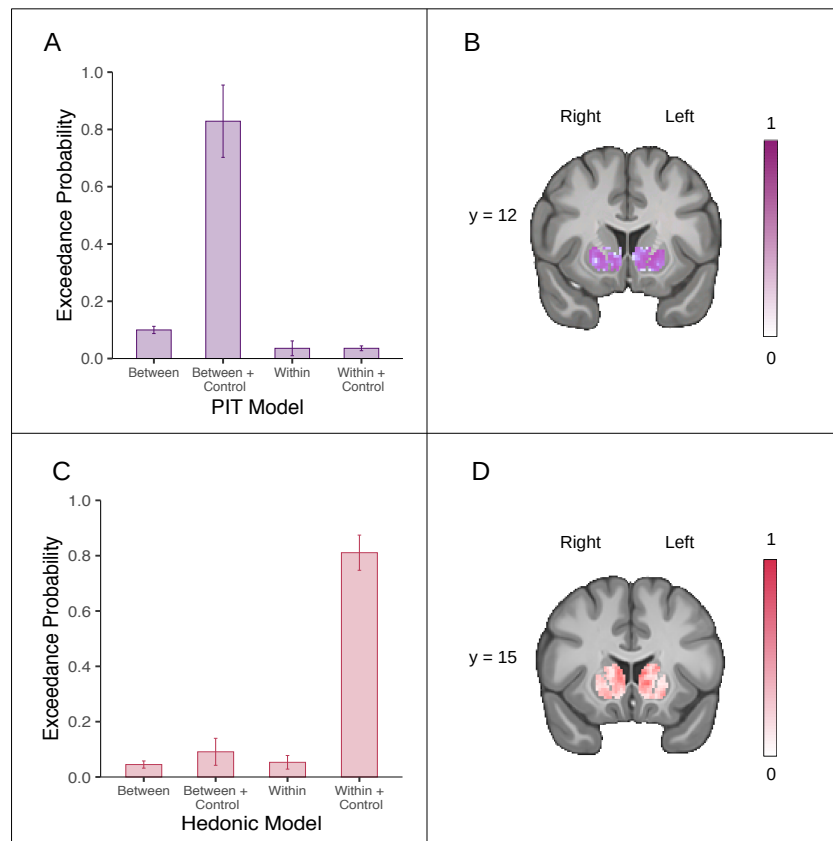 A
Exceedance Probability
1.0
0.8
0.6
0.4
0.2
0.0
Between
Between +
Control
Within
Within +
Control
PIT Model
B
Right
Left
1
y = 12
0
C
Exceedance Probability
1.0
0.8
0.6
0.4
0.2
0.0
Between
Between +
Control
Within
Within +
Control
Hedonic Model
D
Right
Left
1
y = 15
0